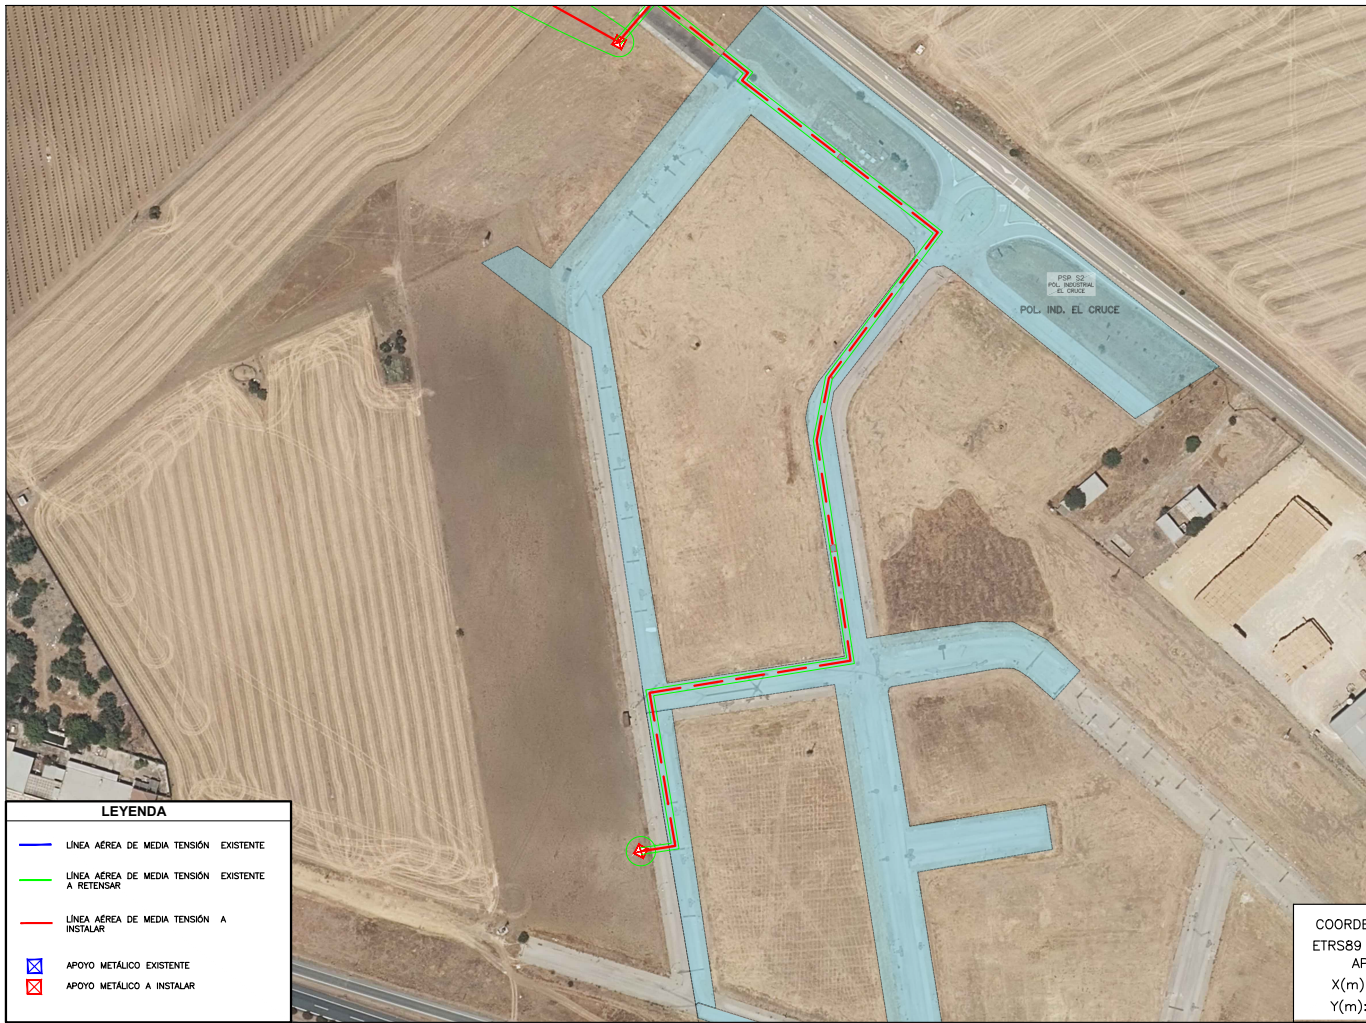 PSP S2
POL. INDUSTRIAL
EL CRUCE
POL. IND. EL CRUCE
LEYENDA
LÍNEA AÉREA DE MEDIA TENSIÓN EXISTENTE
LÍNEA AÉREA DE MEDIA TENSIÓN EXISTENTE
A RETENSAR
LÍNEA AÉREA DE MEDIA TENSIÓN A
INSTALAR
APOYO METÁLICO EXISTENTE
APOYO METÁLICO A INSTALAR
COORDE
ETRS89
AP
X(m)
Y(m):